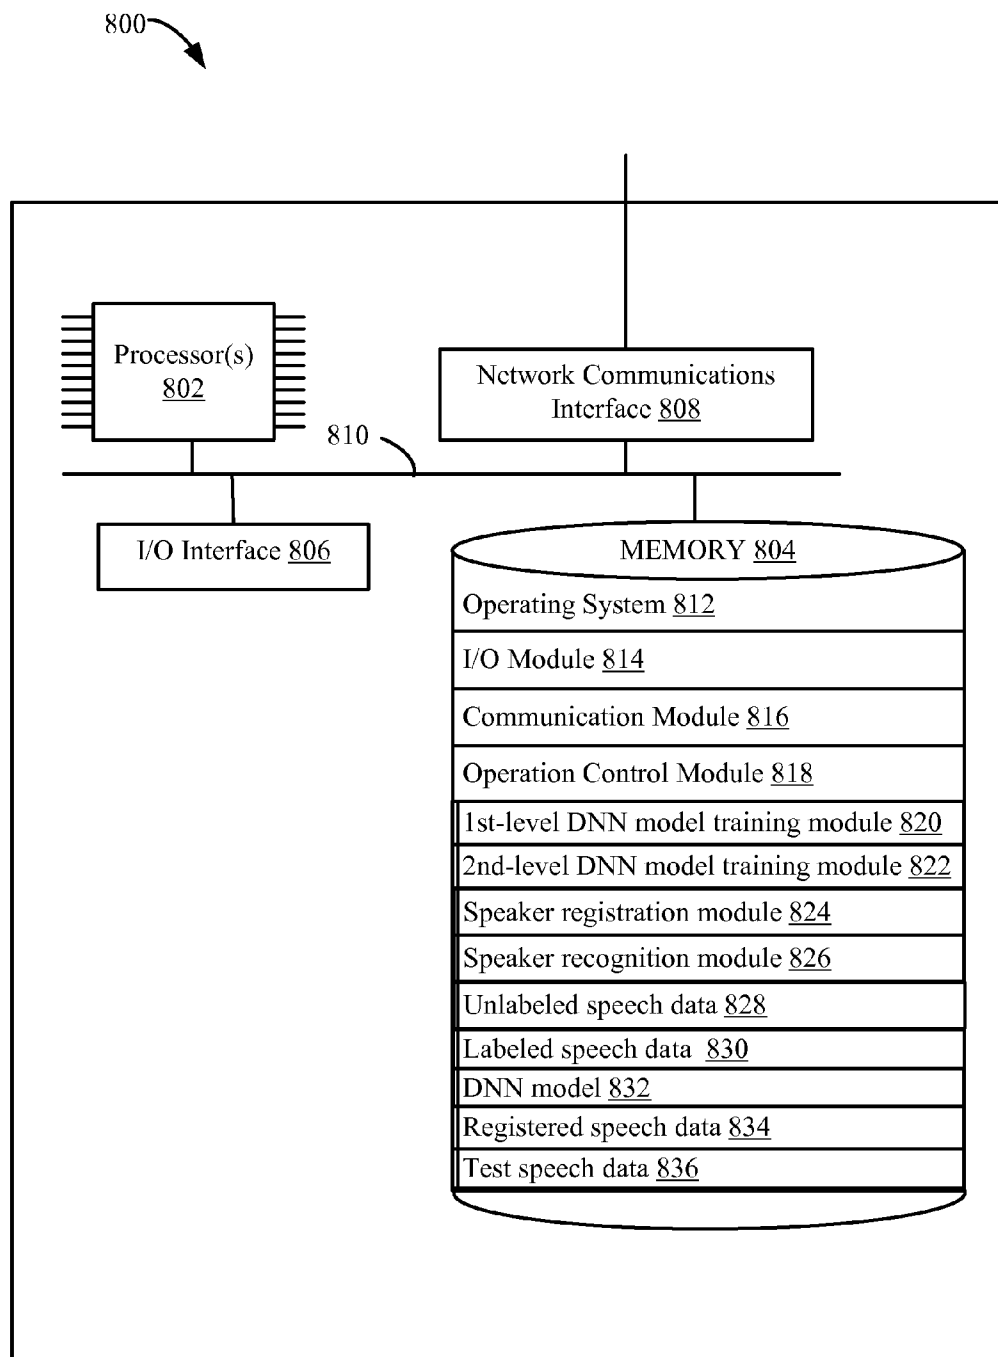 800
Processor(s)
802
Network Communications
Interface 808
810
I/O Interface 806
MEMORY 804
Operating System 812
I/O Module 814
Communication Module 816
Operation Control Module 818
1st-level DNN model training module 820
2nd-level DNN model training module 822
Speaker registration module 824
Speaker recognition module 826
Unlabeled speech data 828
Labeled speech data 830
DNN model 832
Registered speech data 834
Test speech data 836